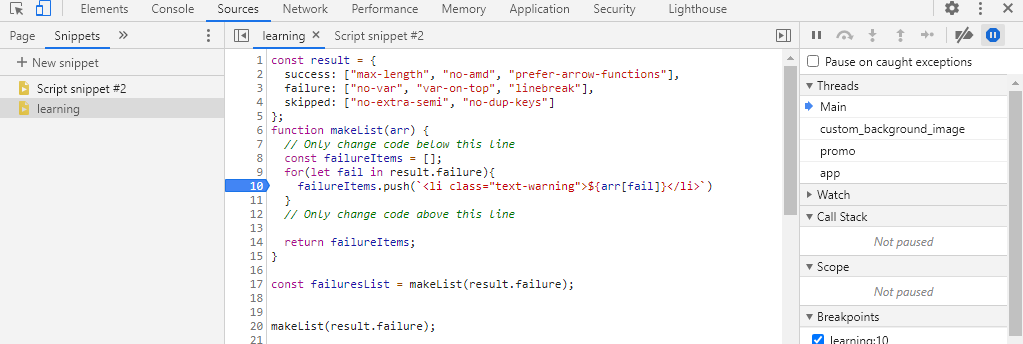 Elements Console Sources Network Performance Memory Application Security Lighthouse
Page Snippets »
+ New snippet
Script snippet #2
learning
learning × Script snippet #2
1 const result = {
2 success: ["max-length", "no-amd", "prefer-arrow-functions"],
3 failure: ["no-var", "var-on-top", "linebreak"],
4 skipped: ["no-extra-semi", "no-dup-keys"]
5 };
6 function makeList(arr) {
7 // Only change code below this line
8 const failureItems = [];
9 for(let fail in result.failure){
10 failureItems.push(`<li class="text-warning">${arr[fail]}</li>`)
11 }
12 // Only change code above this line
13
14 return failureItems;
15 }
16
17 const failuresList = makeList(result.failure);
18
19
20 makeList(result.failure);
21
Pause on caught exceptions
Threads
Main
custom_background_image
promo
app
Watch
Call Stack
Not paused
Scope
Not paused
Breakpoints
learning:10